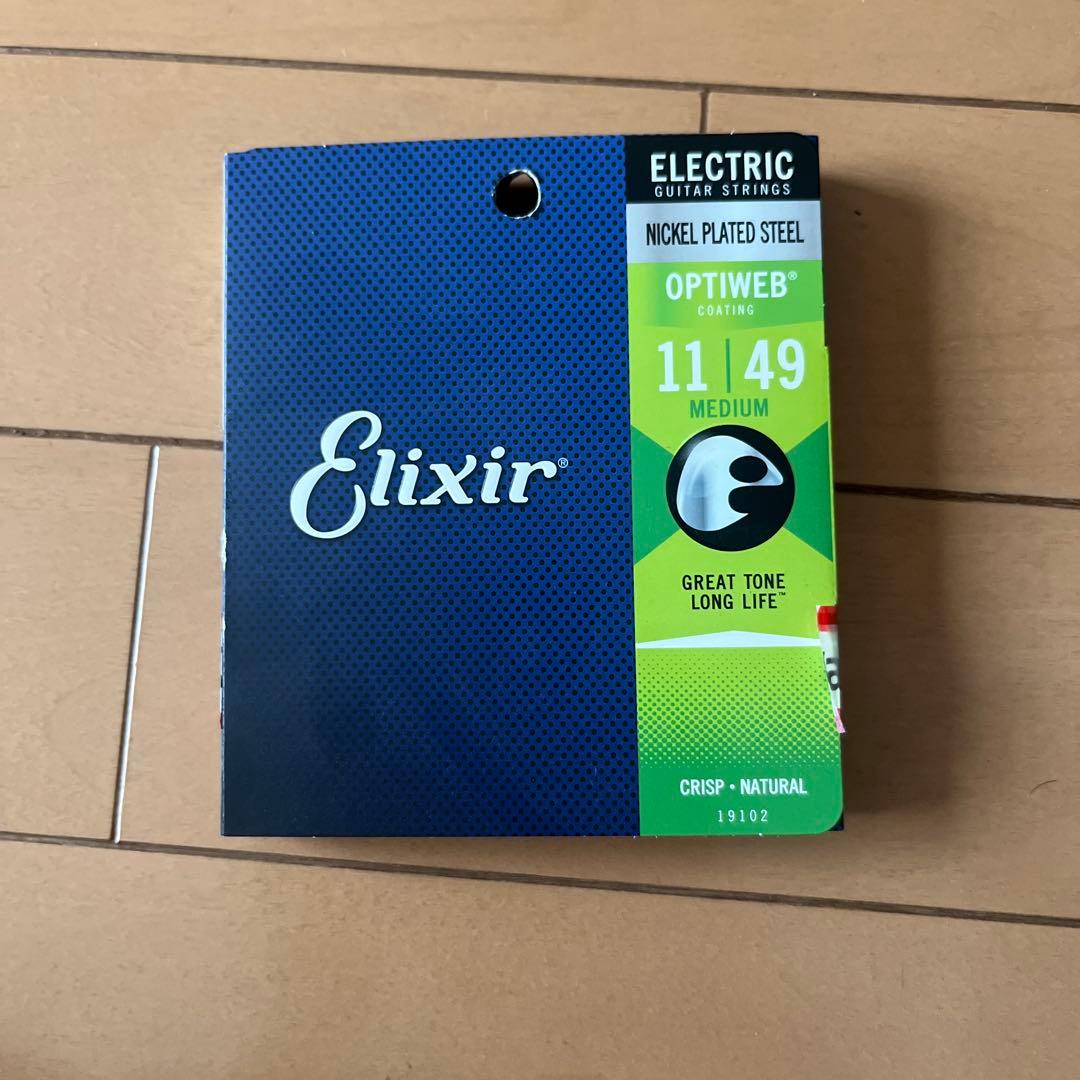 ELECTRIC
GUITAR STRINGS
NICKEL PLATED STEEL
OPTIWEB®
COATING
11 | 49
MEDIUM
Elixir®
GREAT TONE
LONG LIFE™
CRISP • NATURAL
19102